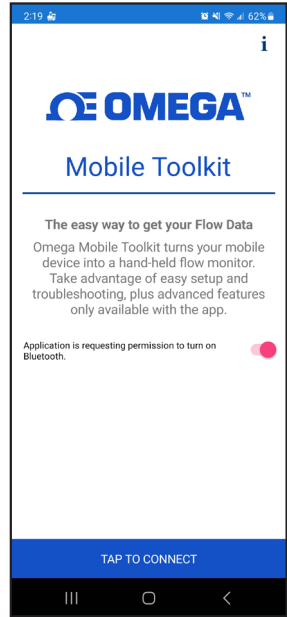 2:19 62%
i
OMEGA™
Mobile Toolkit
The easy way to get your Flow Data
Omega Mobile Toolkit turns your mobile
device into a hand-held flow monitor.
Take advantage of easy setup and
troubleshooting, plus advanced features
only available with the app.
Application is requesting permission to turn on
Bluetooth.
TAP TO CONNECT